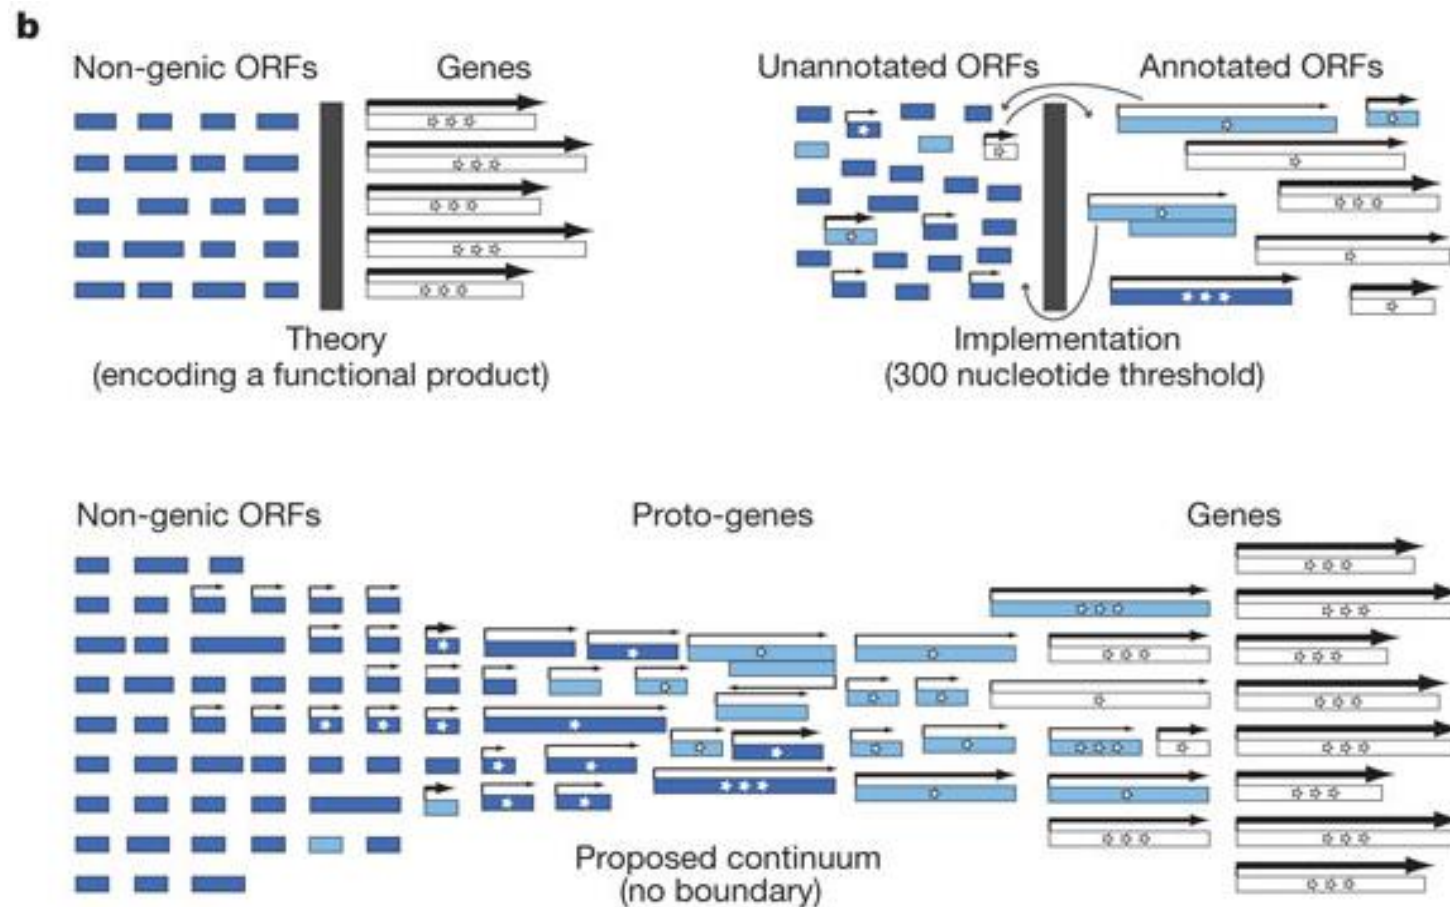 b
Non-genic ORFs
Genes
Unannotated ORFs
Annotated ORFs
Theory
(encoding a functional product)
Implementation
(300 nucleotide threshold)
Non-genic ORFs
Proto-genes
Genes
Proposed continuum
(no boundary)